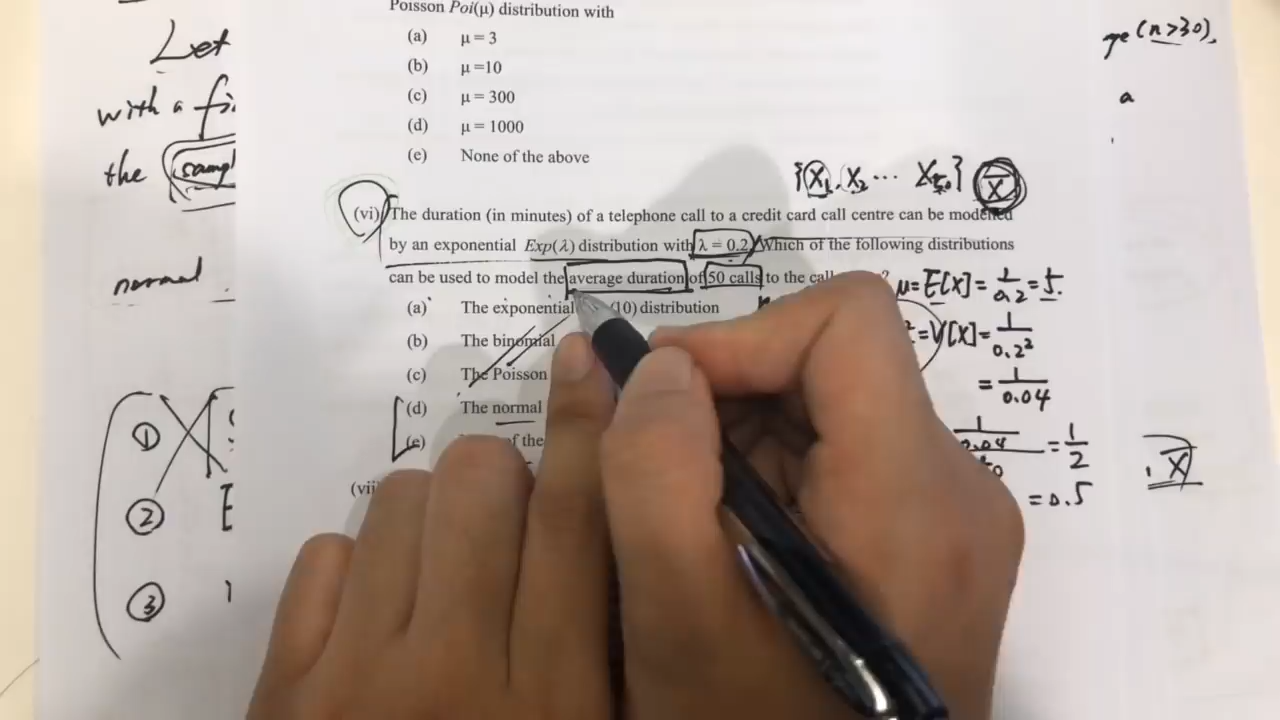 Poisson Poi(μ) distribution with
(a) μ = 3
(b) μ =10
(c) μ = 300
(d) μ = 1000
(e) None of the above
Let
with a
the samp
normal
①
②
③
(n>30).
a
{X₁, X₂ ... X₅₀} X̄
(vi) The duration (in minutes) of a telephone call to a credit card call centre can be modelled
by an exponential Exp(λ) distribution with λ = 0.2. Which of the following distributions
can be used to model the average duration of 50 calls to the call
(a) The exponential (10) distribution
(b) The binomial
(c) The Poisson
(d) The normal
(e) of the
(vii
μ = E[X] = 1/0.2 = 5.
= V[X] = 1/0.2²
= 1/0.04
= 1/2
= 0.5
X̄